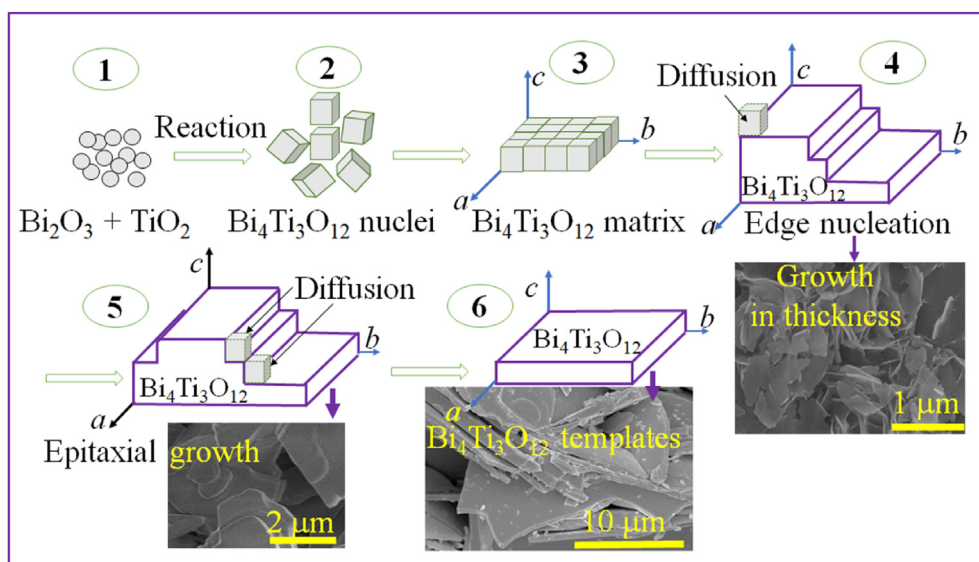 1
Bi₂O₃ + TiO₂
Reaction
2
Bi₄Ti₃O₁₂ nuclei
3
c
b
a
Bi₄Ti₃O₁₂ matrix
4
Diffusion
c
b
a
Bi₄Ti₃O₁₂
Edge nucleation
Growth
in thickness
1 μm
5
c
Diffusion
b
Bi₄Ti₃O₁₂
a
Epitaxial growth
2 μm
6
c
b
Bi₄Ti₃O₁₂
a
Bi₄Ti₃O₁₂ templates
10 μm